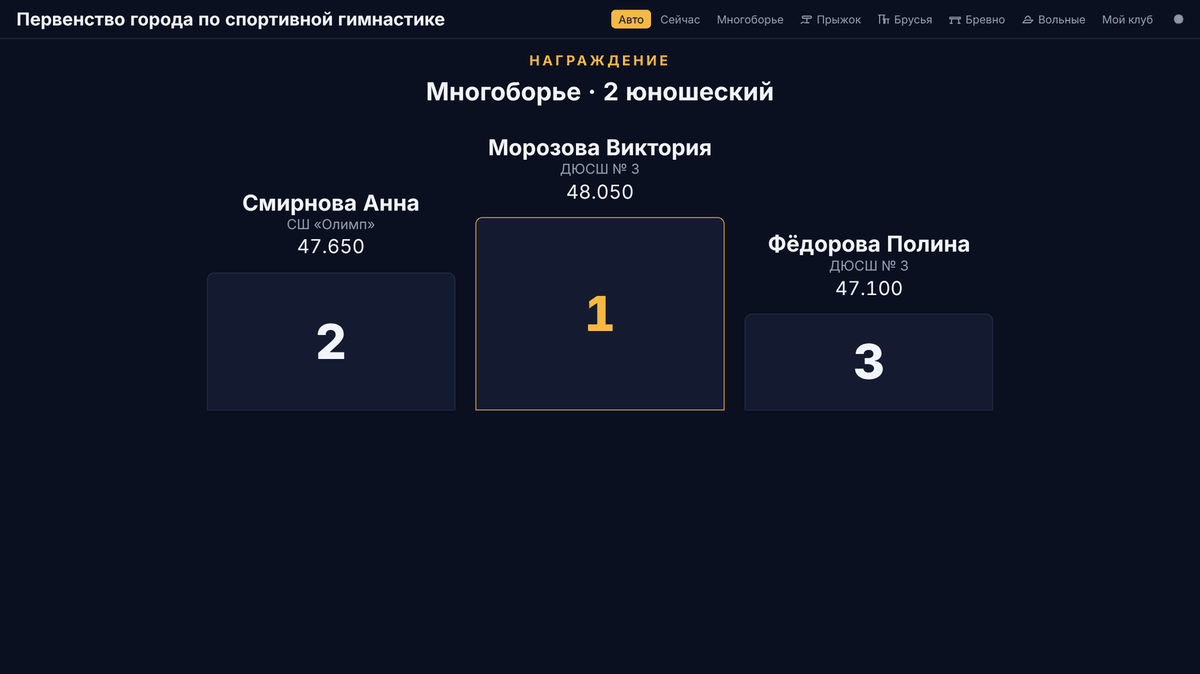 Первенство города по спортивной гимнастике
Авто Сейчас Многоборье Прыжок Брусья Бревно Вольные Мой клуб
НАГРАЖДЕНИЕ
Многоборье · 2 юношеский
Морозова Виктория
ДЮСШ № 3
48.050
1
Смирнова Анна
СШ «Олимп»
47.650
2
Фёдорова Полина
ДЮСШ № 3
47.100
3